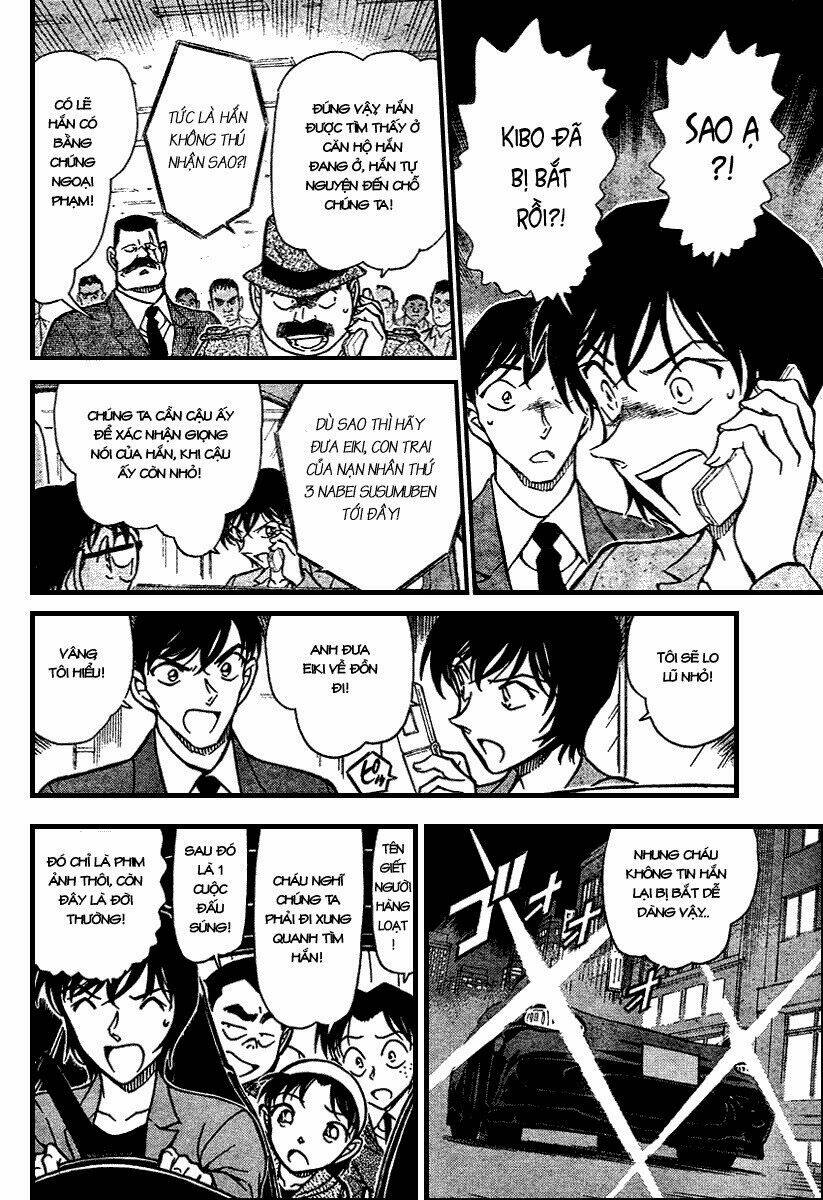 SAO Ạ
?!
KIBO ĐÃ
BỊ BẮT
RỒI?!
ĐÚNG VẬY. HẮN
ĐƯỢC TÌM THẤY Ở
CĂN HỘ HẮN
ĐANG Ở, HẮN TỰ
NGUYỆN ĐẾN CHỖ
CHÚNG TA!
TỨC LÀ HẮN
KHÔNG THÚ
NHẬN SAO?!
CÓ LẼ
HẮN CÓ
BẰNG
CHỨNG
NGOẠI
PHẠM!
DÙ SAO THÌ HÃY
ĐƯA EIKI, CON TRAI
CỦA NẠN NHÂN THỨ
3 NABEI SUSUMUBEN
TỚI ĐÂY!
CHÚNG TA CẦN CẬU ẤY
ĐỂ XÁC NHẬN GIỌNG
NÓI CỦA HẮN, KHI CẬU
ẤY CÒN NHỎ!
TÔI SẼ LO
LŨ NHỎ!
ANH ĐƯA
EIKI VỀ ĐỒN
ĐI!
ピッ
VÂNG,
TÔI HIỂU!
NHƯNG CHÁU
KHÔNG TIN HẮN
LẠI BỊ BẮT DỄ
DÀNG VẬY..
ブオオオ
TÊN
GIẾT
NGƯỜI
HÀNG
LOẠT
!
CHÁU NGHĨ
CHÚNG TA
PHẢI ĐI XUNG
QUANH TÌM
HẮN!
SAU ĐÓ
LÀ 1
CUỘC
ĐẤU
SÚNG!
ĐÓ CHỈ LÀ PHIM
ẢNH THÔI, CÒN
ĐÂY LÀ ĐỜI
THƯỜNG!